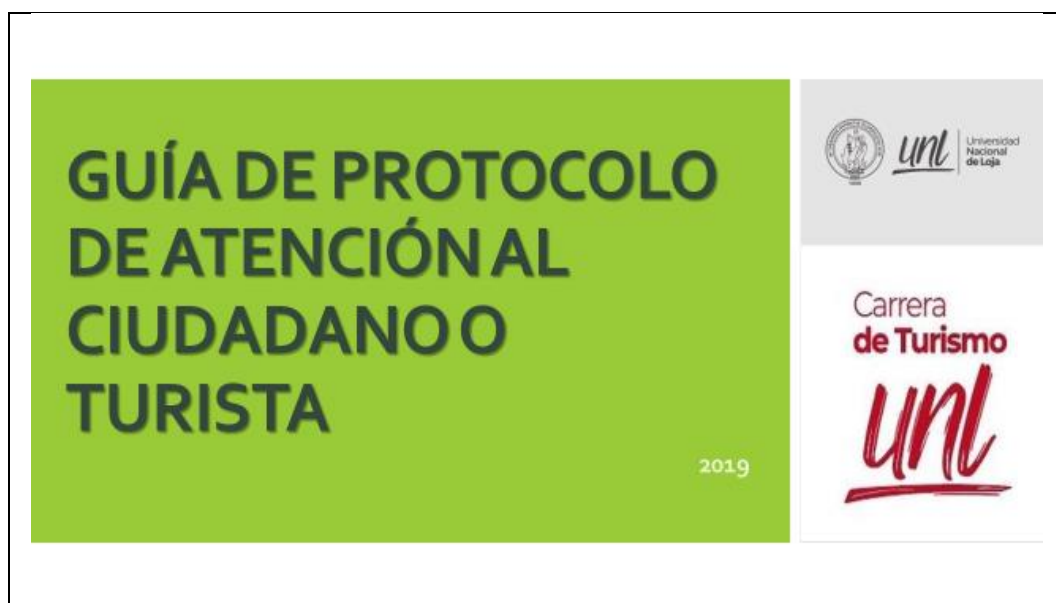 GUÍA DE PROTOCOLO
DE ATENCIÓN AL
CIUDADANO O
TURISTA
2019
unl
Universidad
Nacional
de Loja
Carrera
de Turismo
unl